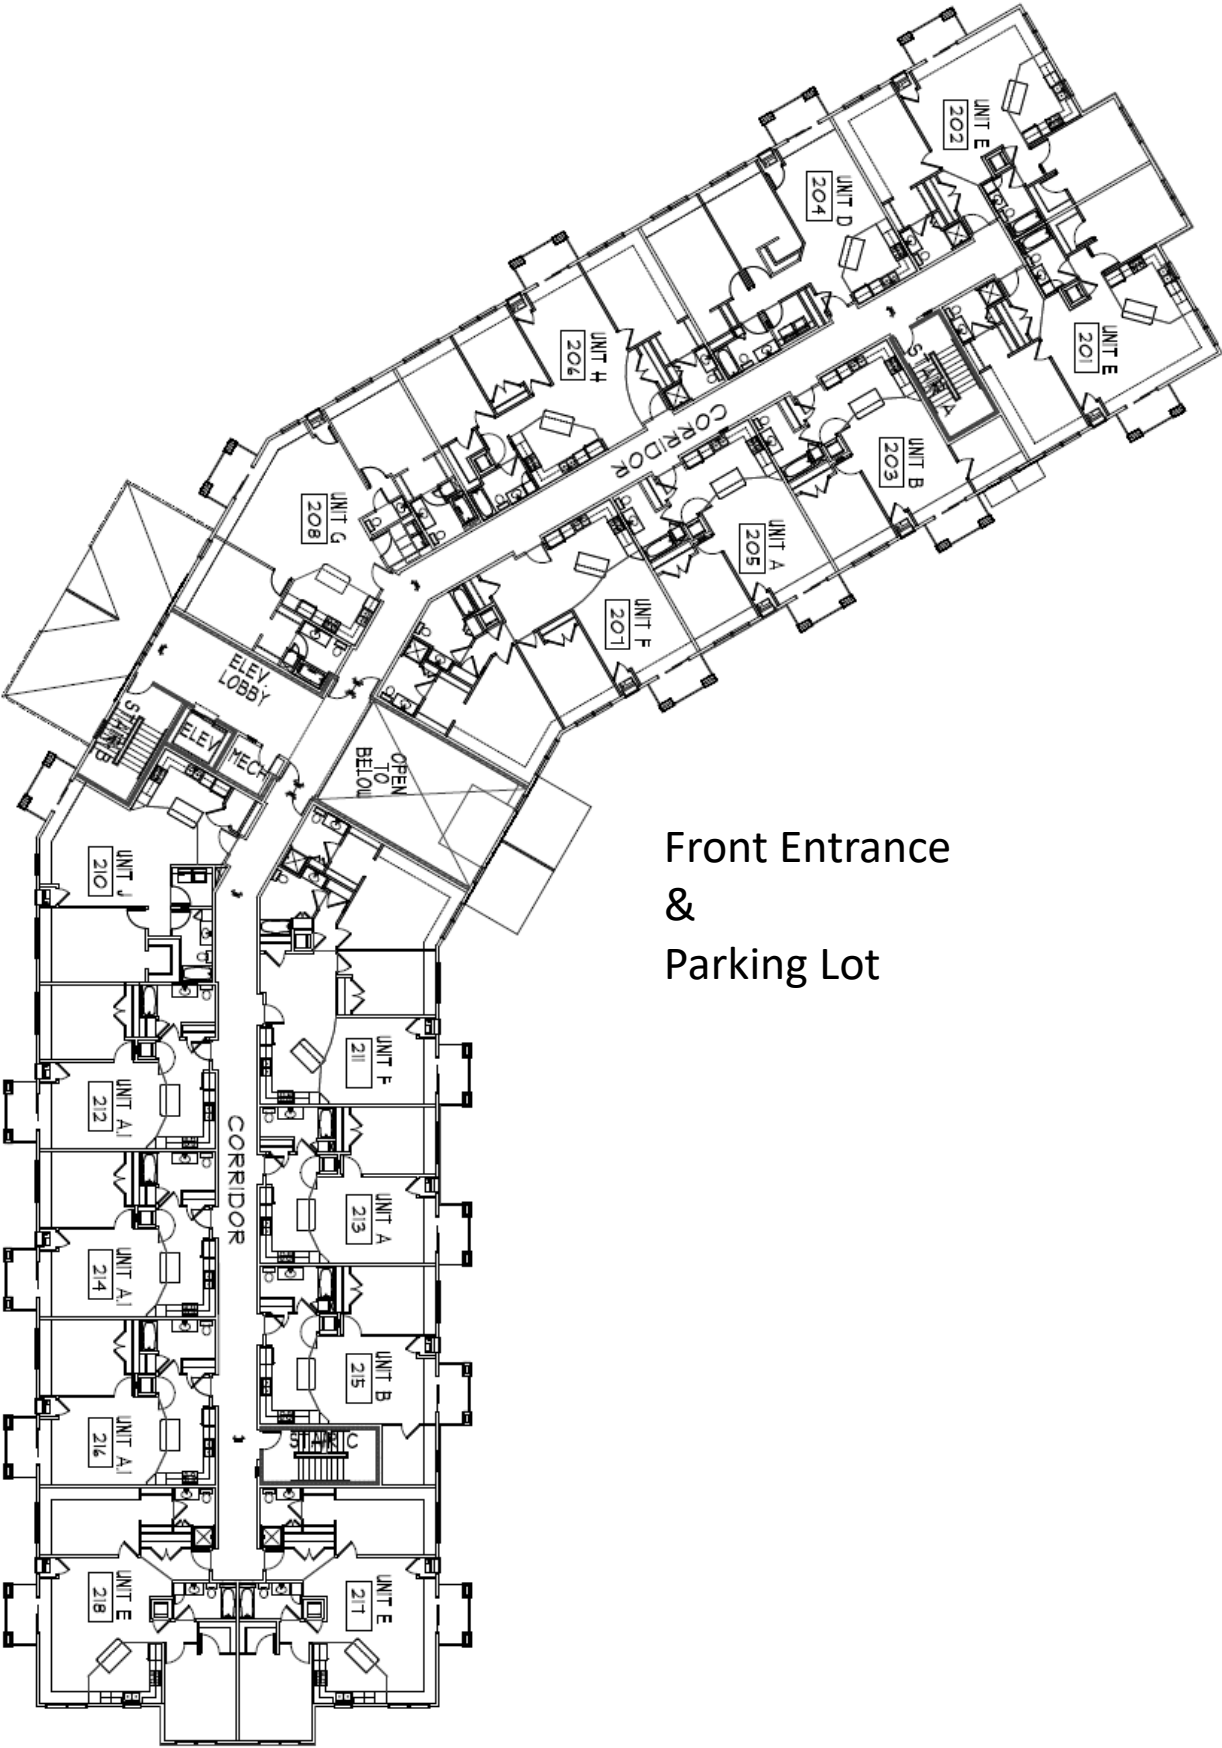 UNIT E
202
UNIT D
204
UNIT E
201
STAIR A
UNIT H
206
CORRIDOR
UNIT B
203
UNIT G
208
UNIT A
205
UNIT F
207
ELEV.
LOBBY
STAIR B
ELEV
MECH
OPEN
TO
BELOW
Front Entrance
&
Parking Lot
UNIT J
210
UNIT F
211
UNIT A.1
212
CORRIDOR
UNIT A
213
UNIT A.1
214
UNIT B
215
UNIT A.1
216
STAIR C
UNIT E
218
UNIT E
217